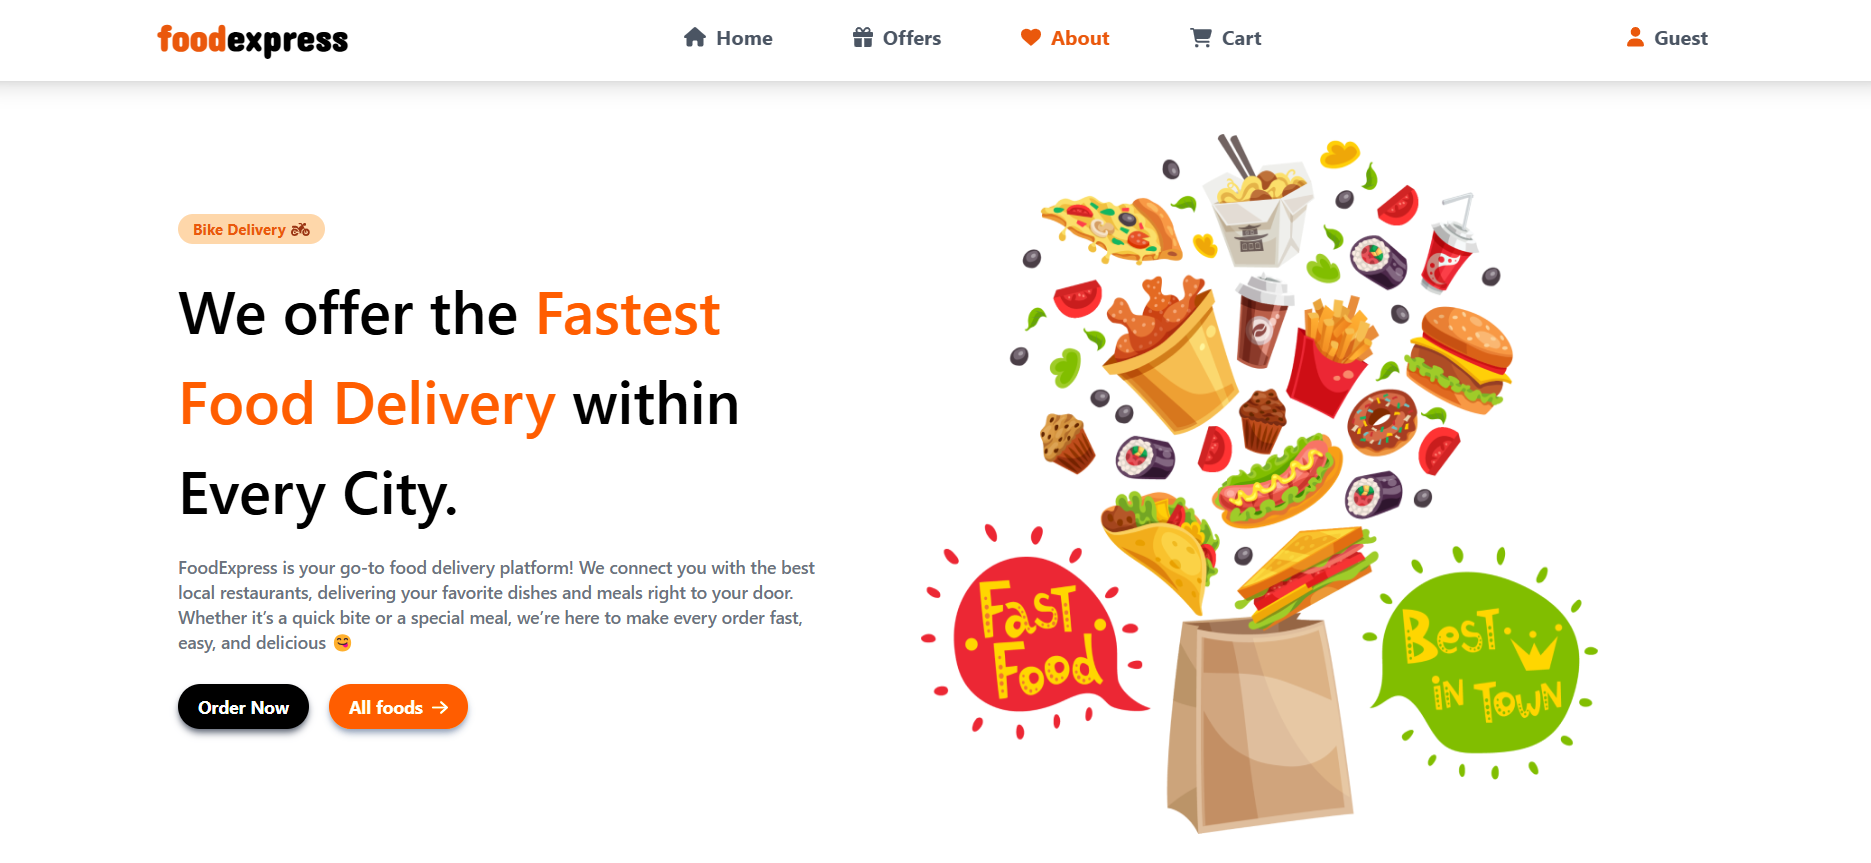 foodexpress
Home
Offers
About
Cart
Guest
Bike Delivery
We offer the Fastest
Food Delivery within
Every City.
FoodExpress is your go-to food delivery platform! We connect you with the best
local restaurants, delivering your favorite dishes and meals right to your door.
Whether it’s a quick bite or a special meal, we’re here to make every order fast,
easy, and delicious 😋
Order Now
All foods →
Fast
Food
Best
in Town